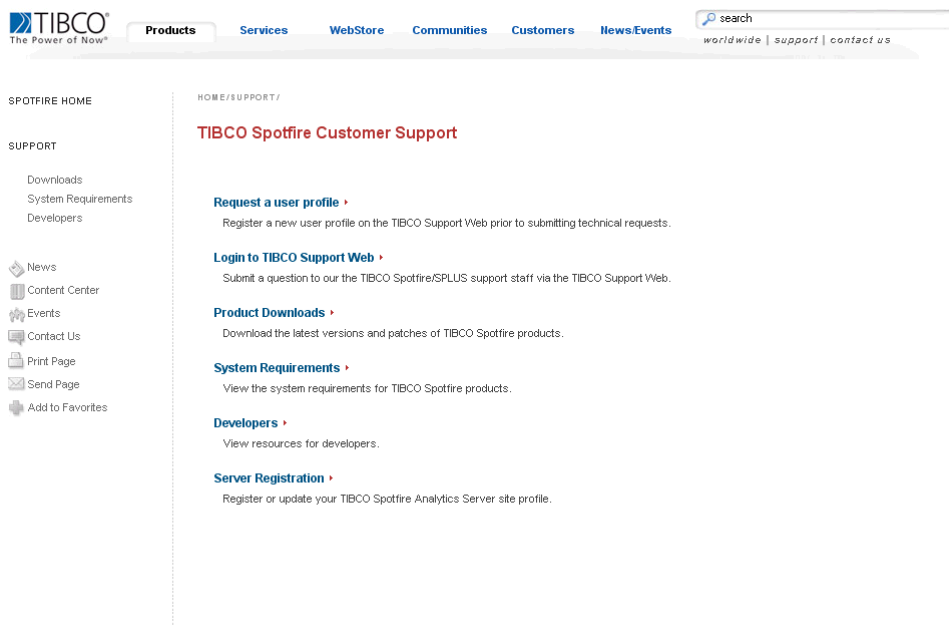 TIBCO®
The Power of Now®
Products
Services
WebStore
Communities
Customers
News/Events
search
worldwide | support | contact us
SPOTFIRE HOME
SUPPORT
Downloads
System Requirements
Developers
News
Content Center
Events
Contact Us
Print Page
Send Page
Add to Favorites
HOME/SUPPORT/
TIBCO Spotfire Customer Support
Request a user profile
Register a new user profile on the TIBCO Support Web prior to submitting technical requests.
Login to TIBCO Support Web
Submit a question to our the TIBCO Spotfire/SPLUS support staff via the TIBCO Support Web.
Product Downloads
Download the latest versions and patches of TIBCO Spotfire products.
System Requirements
View the system requirements for TIBCO Spotfire products.
Developers
View resources for developers.
Server Registration
Register or update your TIBCO Spotfire Analytics Server site profile.